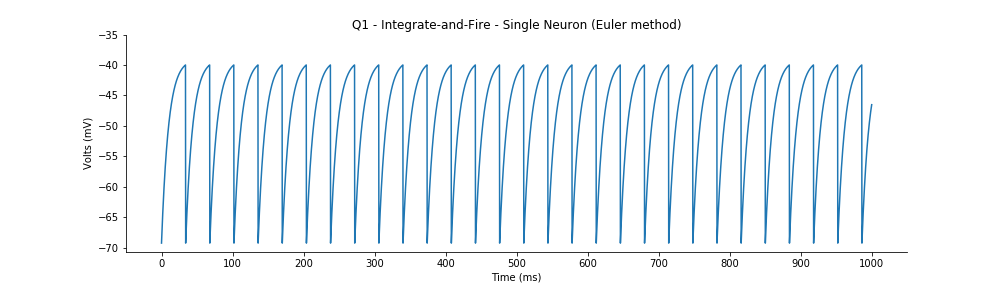 Q1 - Integrate-and-Fire - Single Neuron (Euler method)
−35
−40
−45
−50
−55
−60
−65
−70
Volts (mV)
0 100 200 300 400 500 600 700 800 900 1000
Time (ms)